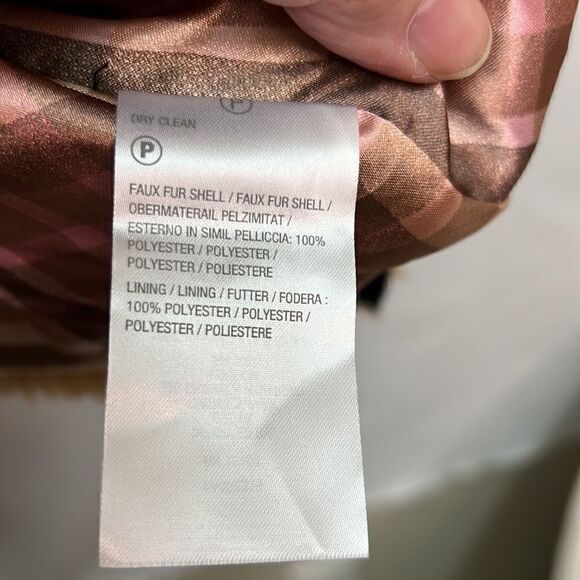 P
DRY CLEAN
P
FAUX FUR SHELL / FAUX FUR SHELL /
OBERMATERAIL PELZIMITAT /
ESTERNO IN SIMIL PELLICCIA: 100%
POLYESTER / POLYESTER /
POLYESTER / POLIESTERE
LINING / LINING / FUTTER / FODERA :
100% POLYESTER / POLYESTER /
POLYESTER / POLIESTERE